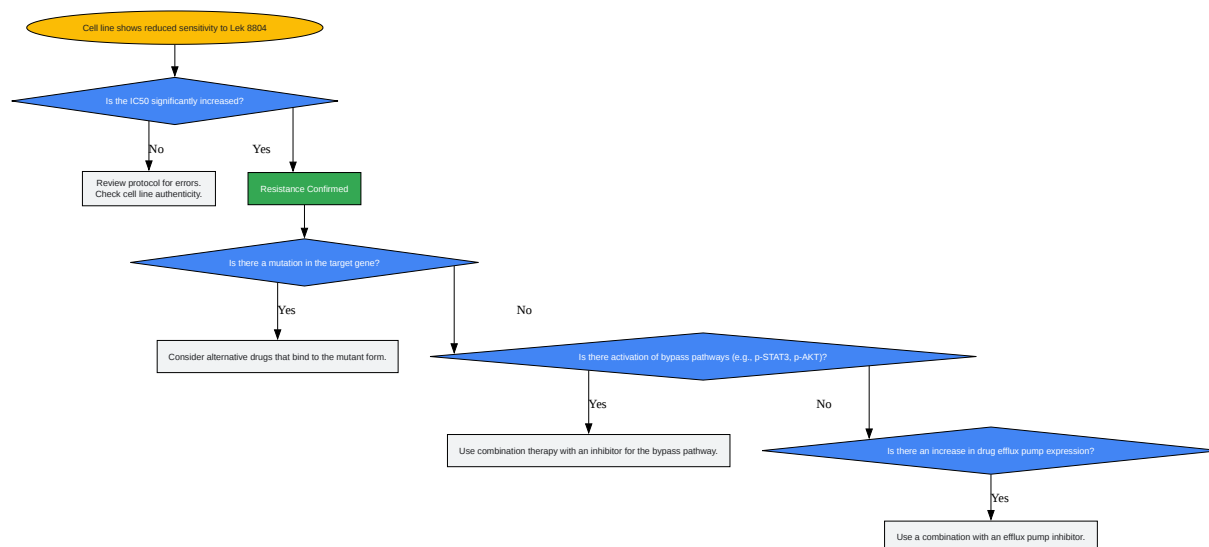 Cell line shows reduced sensitivity to Lek 8804
Is the IC50 significantly increased?
No
Yes
Review protocol for errors.
Check cell line authenticity.
Resistance Confirmed
Is there a mutation in the target gene?
Yes
No
Consider alternative drugs that bind to the mutant form.
Is there activation of bypass pathways (e.g., p-STAT3, p-AKT)?
Yes
No
Use combination therapy with an inhibitor for the bypass pathway.
Is there an increase in drug efflux pump expression?
Yes
Use a combination with an efflux pump inhibitor.